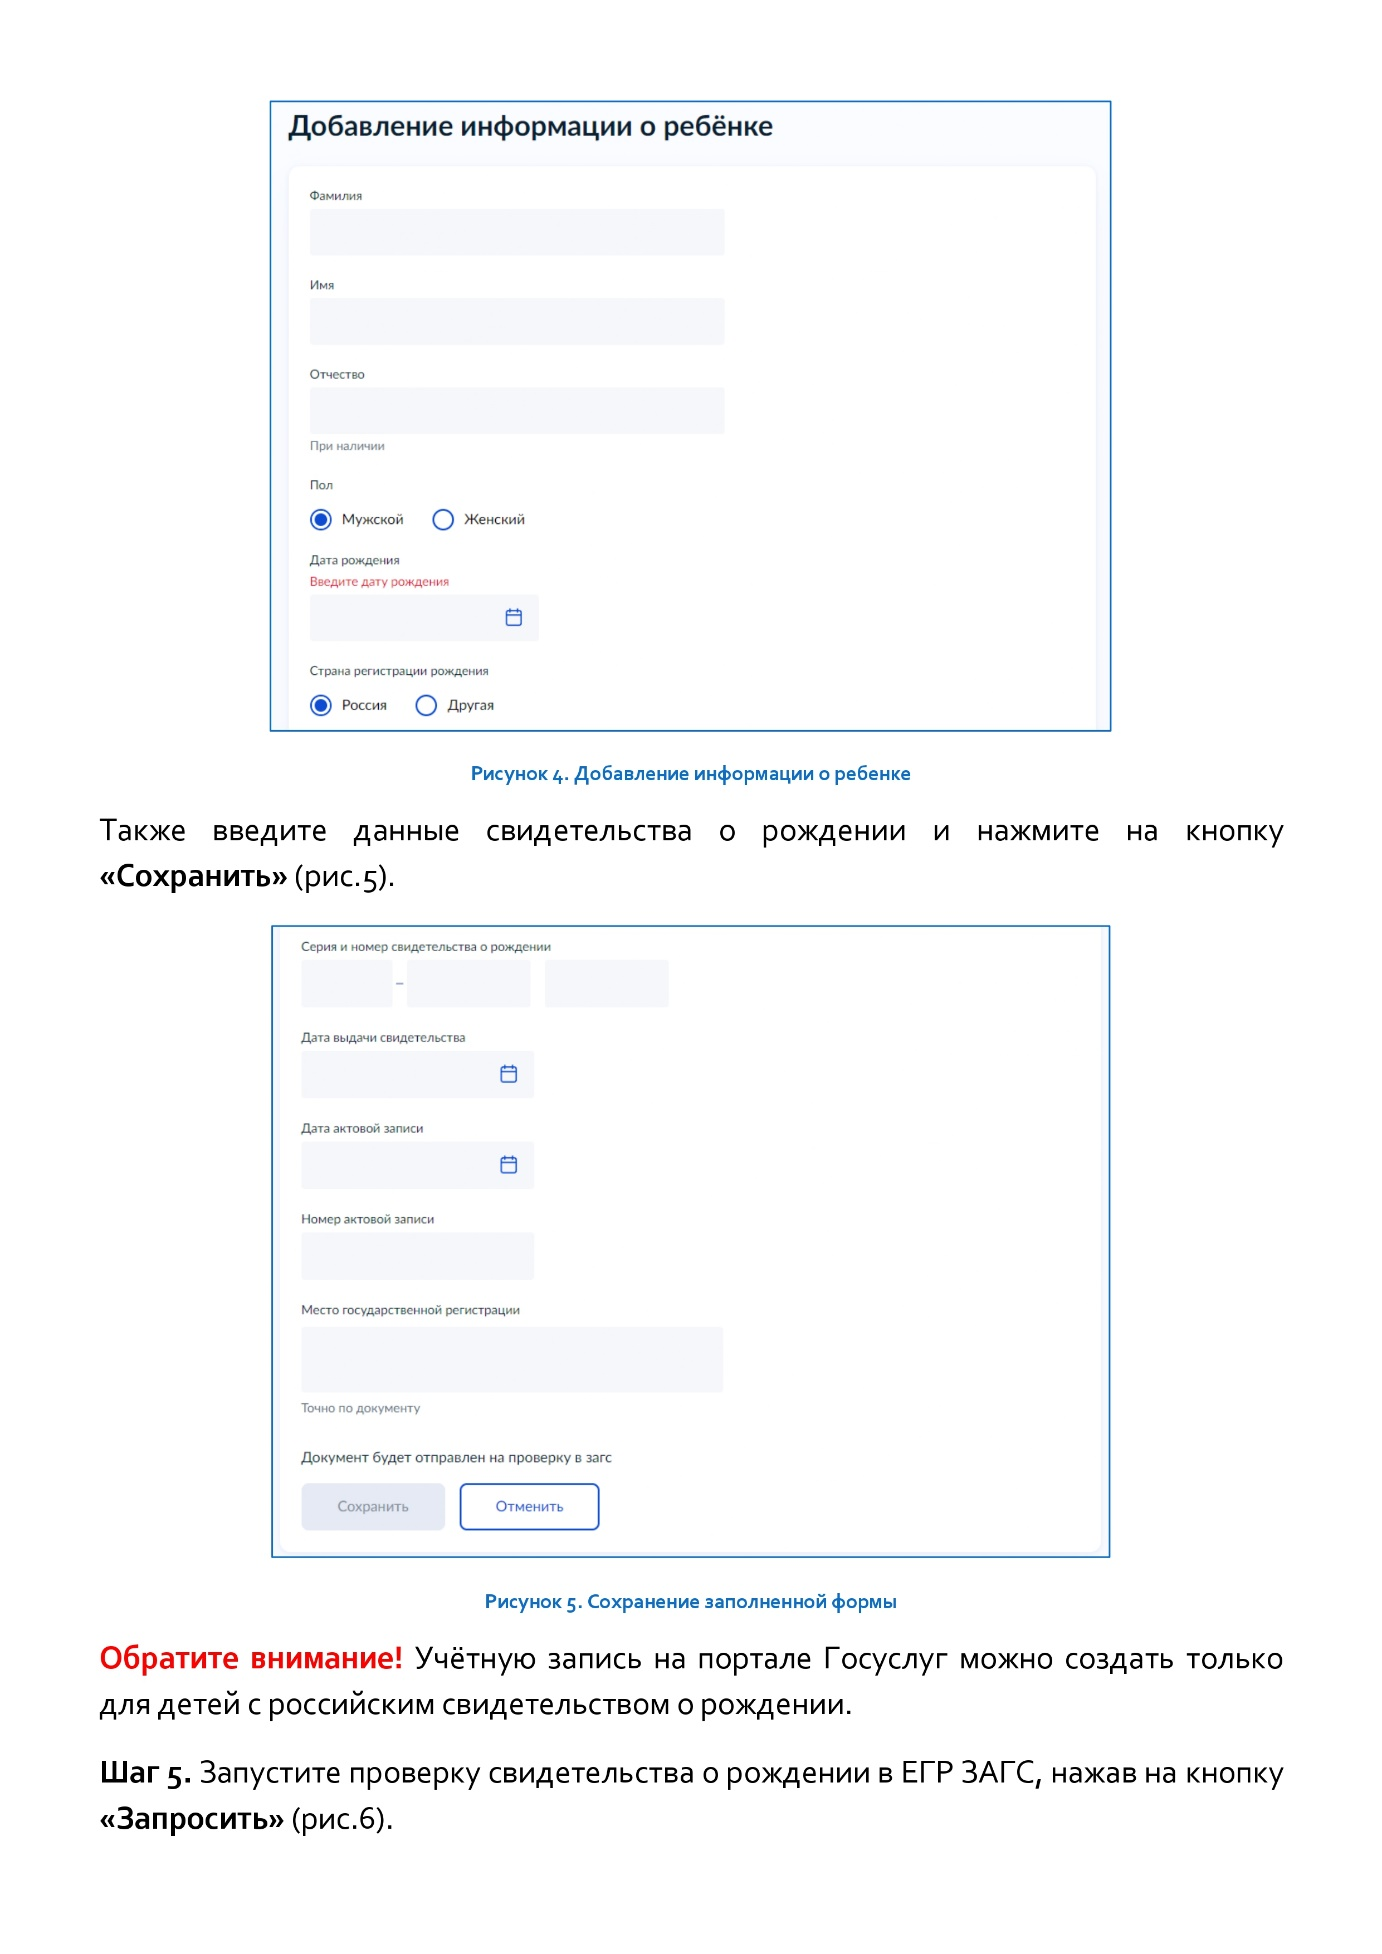 Добавление информации о ребёнке
Фамилия
Имя
Отчество
При наличии
Пол
Мужской Женский
Дата рождения
Введите дату рождения
Страна регистрации рождения
Россия Другая
Рисунок 4. Добавление информации о ребенке
Также введите данные свидетельства о рождении и нажмите на кнопку
«Сохранить» (рис.5).
Серия и номер свидетельства о рождении
–
Дата выдачи свидетельства
Дата актовой записи
Номер актовой записи
Место государственной регистрации
Точно по документу
Документ будет отправлен на проверку в загс
Сохранить Отменить
Рисунок 5. Сохранение заполненной формы
Обратите внимание! Учётную запись на портале Госуслуг можно создать только
для детей с российским свидетельством о рождении.
Шаг 5. Запустите проверку свидетельства о рождении в ЕГР ЗАГС, нажав на кнопку
«Запросить» (рис.6).